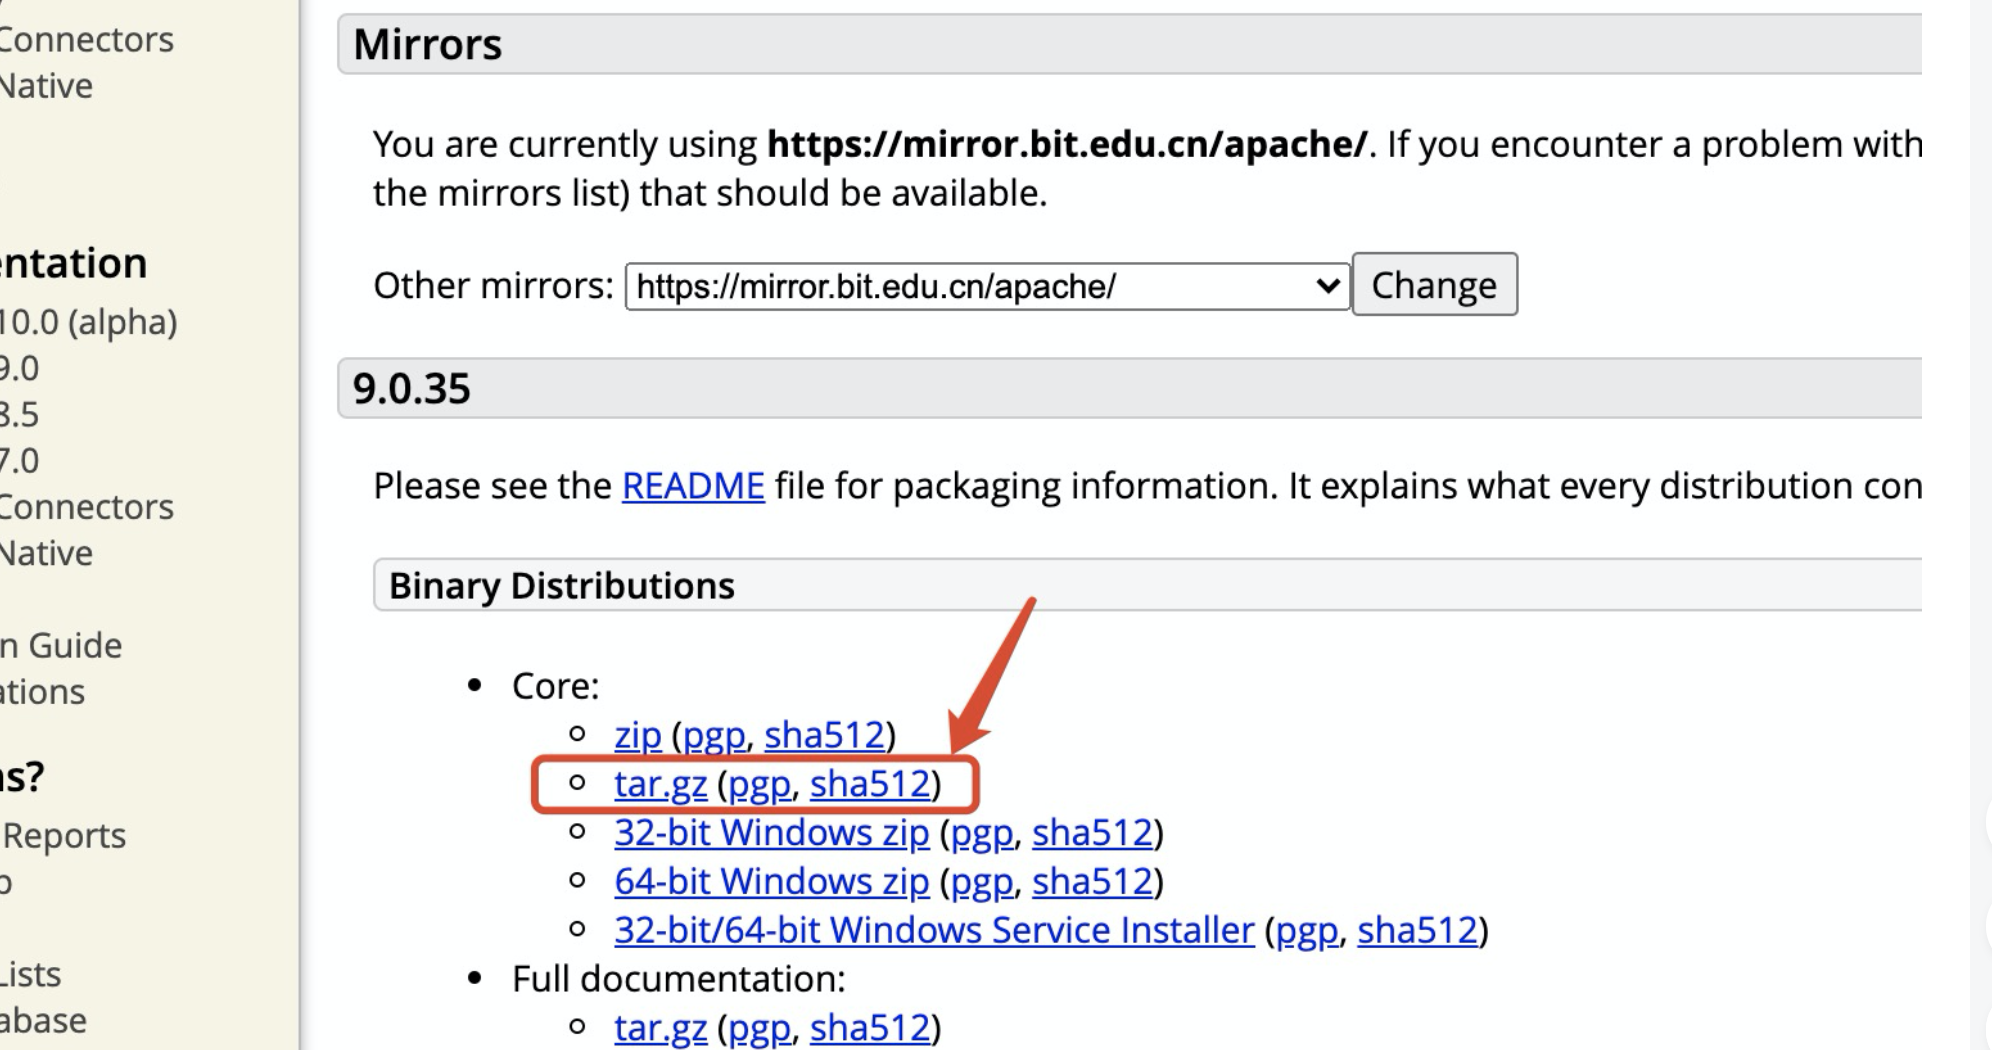 Connectors
Native
entation
10.0 (alpha)
9.0
8.5
7.0
Connectors
Native
n Guide
ations
ns?
Reports
p
Lists
abase
Mirrors
You are currently using https://mirror.bit.edu.cn/apache/. If you encounter a problem with
the mirrors list) that should be available.
Other mirrors: https://mirror.bit.edu.cn/apache/ Change
9.0.35
Please see the README file for packaging information. It explains what every distribution con
Binary Distributions
• Core:
zip (pgp, sha512)
tar.gz (pgp, sha512)
32-bit Windows zip (pgp, sha512)
64-bit Windows zip (pgp, sha512)
32-bit/64-bit Windows Service Installer (pgp, sha512)
• Full documentation:
tar.gz (pgp, sha512)